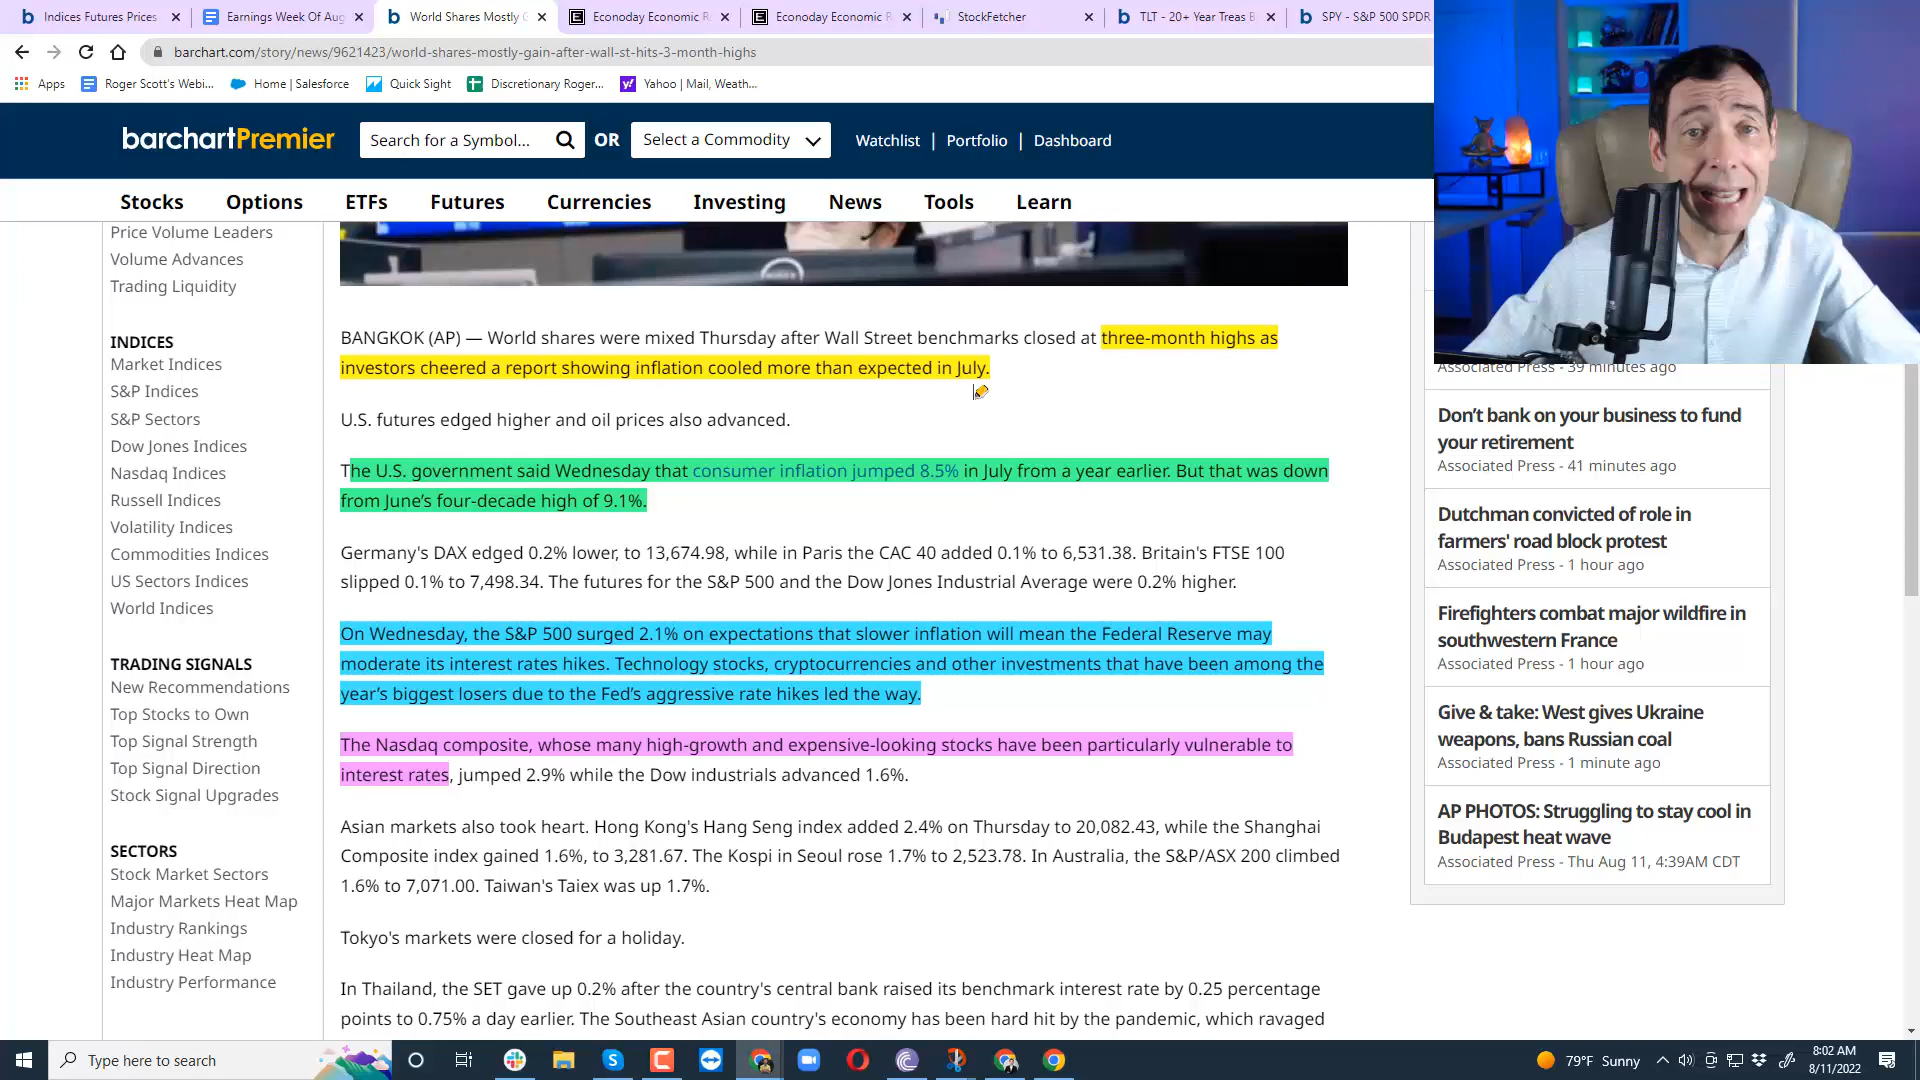 Indices Futures Prices
Earnings Week Of Aug
World Shares Mostly G
Econoday Economic R
Econoday Economic R
StockFetcher
TLT - 20+ Year Treas B
SPY - S&P 500 SPDR
barchart.com/story/news/9621423/world-shares-mostly-gain-after-wall-st-hits-3-month-highs
Apps
Roger Scott's Webi...
Home | Salesforce
Quick Sight
Discretionary Roger...
Yahoo | Mail, Weath...
barchartPremier
Search for a Symbol...
OR
Select a Commodity
Watchlist | Portfolio | Dashboard
Stocks Options ETFs Futures Currencies Investing News Tools Learn
Price Volume Leaders
Volume Advances
Trading Liquidity
INDICES
Market Indices
S&P Indices
S&P Sectors
Dow Jones Indices
Nasdaq Indices
Russell Indices
Volatility Indices
Commodities Indices
US Sectors Indices
World Indices
TRADING SIGNALS
New Recommendations
Top Stocks to Own
Top Signal Strength
Top Signal Direction
Stock Signal Upgrades
SECTORS
Stock Market Sectors
Major Markets Heat Map
Industry Rankings
Industry Heat Map
Industry Performance
BANGKOK (AP) — World shares were mixed Thursday after Wall Street benchmarks closed at three-month highs as
investors cheered a report showing inflation cooled more than expected in July.
U.S. futures edged higher and oil prices also advanced.
The U.S. government said Wednesday that consumer inflation jumped 8.5% in July from a year earlier. But that was down
from June’s four-decade high of 9.1%.
Germany's DAX edged 0.2% lower, to 13,674.98, while in Paris the CAC 40 added 0.1% to 6,531.38. Britain's FTSE 100
slipped 0.1% to 7,498.34. The futures for the S&P 500 and the Dow Jones Industrial Average were 0.2% higher.
On Wednesday, the S&P 500 surged 2.1% on expectations that slower inflation will mean the Federal Reserve may
moderate its interest rates hikes. Technology stocks, cryptocurrencies and other investments that have been among the
year’s biggest losers due to the Fed’s aggressive rate hikes led the way.
The Nasdaq composite, whose many high-growth and expensive-looking stocks have been particularly vulnerable to
interest rates, jumped 2.9% while the Dow industrials advanced 1.6%.
Asian markets also took heart. Hong Kong's Hang Seng index added 2.4% on Thursday to 20,082.43, while the Shanghai
Composite index gained 1.6%, to 3,281.67. The Kospi in Seoul rose 1.7% to 2,523.78. In Australia, the S&P/ASX 200 climbed
1.6% to 7,071.00. Taiwan's Taiex was up 1.7%.
Tokyo's markets were closed for a holiday.
In Thailand, the SET gave up 0.2% after the country's central bank raised its benchmark interest rate by 0.25 percentage
points to 0.75% a day earlier. The Southeast Asian country's economy has been hard hit by the pandemic, which ravaged
Associated Press - 39 minutes ago
Don’t bank on your business to fund
your retirement
Associated Press - 41 minutes ago
Dutchman convicted of role in
farmers' road block protest
Associated Press - 1 hour ago
Firefighters combat major wildfire in
southwestern France
Associated Press - 1 hour ago
Give & take: West gives Ukraine
weapons, bans Russian coal
Associated Press - 1 minute ago
AP PHOTOS: Struggling to stay cool in
Budapest heat wave
Associated Press - Thu Aug 11, 4:39AM CDT
Type here to search
79°F Sunny
8:02 AM
8/11/2022